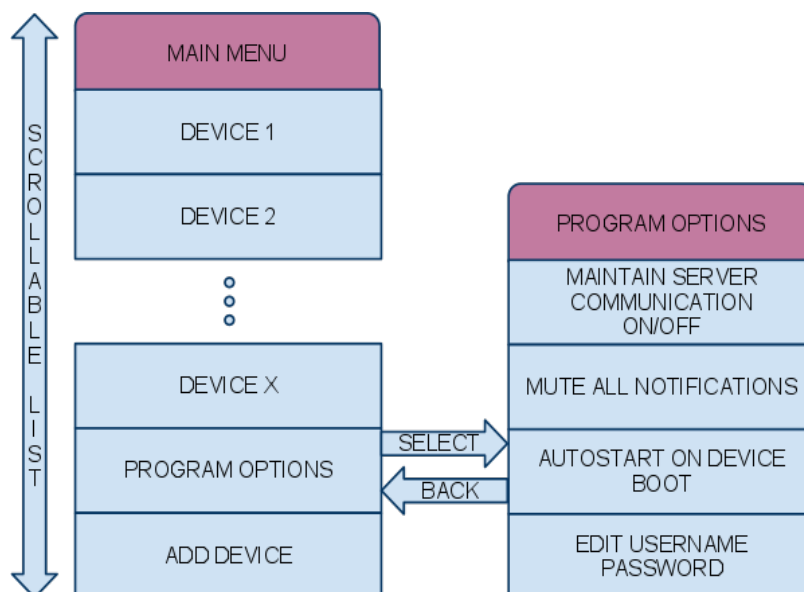 SCROLLABLE LIST
MAIN MENU
DEVICE 1
DEVICE 2
DEVICE X
PROGRAM OPTIONS
ADD DEVICE
SELECT
BACK
PROGRAM OPTIONS
MAINTAIN SERVER
COMMUNICATION
ON/OFF
MUTE ALL NOTIFICATIONS
AUTOSTART ON DEVICE
BOOT
EDIT USERNAME
PASSWORD